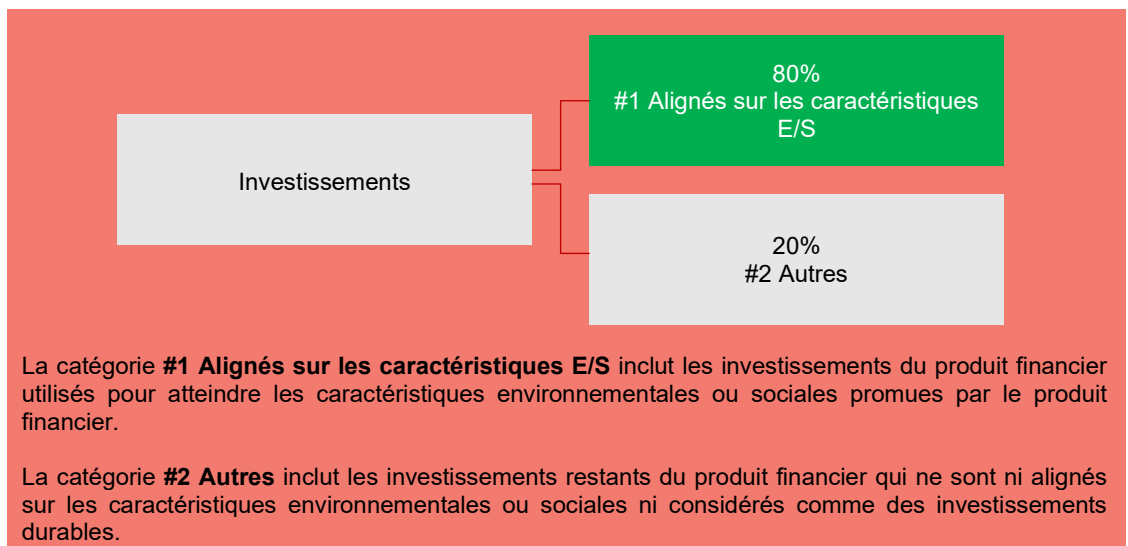 80%
#1 Alignés sur les caractéristiques
E/S
Investissements
20%
#2 Autres
La catégorie #1 Alignés sur les caractéristiques E/S inclut les investissements du produit financier
utilisés pour atteindre les caractéristiques environnementales ou sociales promues par le produit
financier.
La catégorie #2 Autres inclut les investissements restants du produit financier qui ne sont ni alignés
sur les caractéristiques environnementales ou sociales ni considérés comme des investissements
durables.